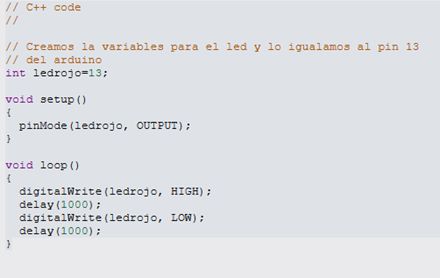 // C++ code
//
// Creamos la variables para el led y lo igualamos al pin 13
// del arduino
int ledrojo=13;
void setup()
{
  pinMode(ledrojo, OUTPUT);
}
void loop()
{
  digitalWrite(ledrojo, HIGH);
  delay(1000);
  digitalWrite(ledrojo, LOW);
  delay(1000);
}